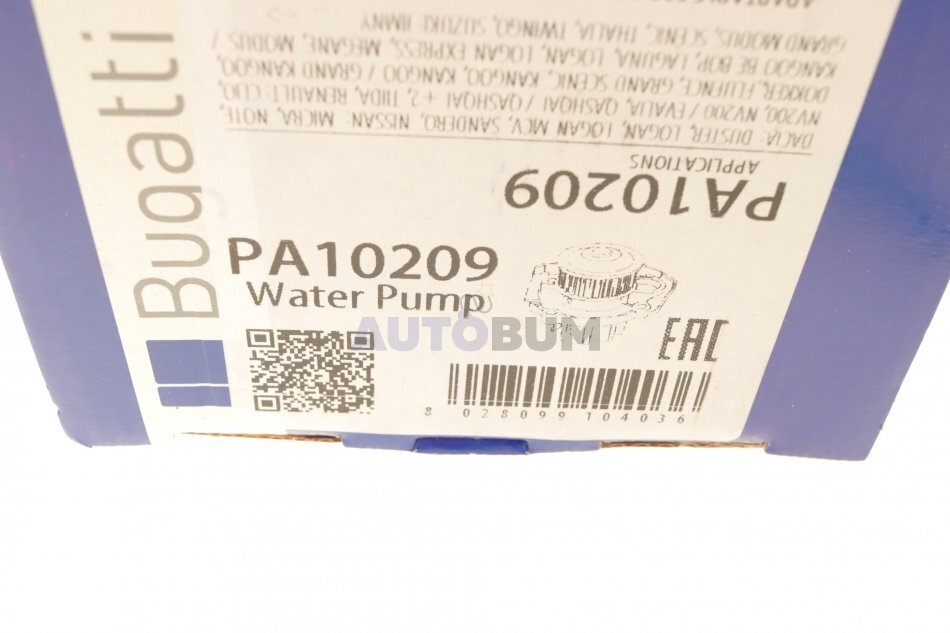 Bugatti
PA10209
Water Pump
AUTOBUM
EAC
8 028099 104036
PA10209
APPLICATIONS
DACIA: DUSTER, LOGAN, LOGAN MCV, SANDERO, NISSAN: MICRA, NOTE,
NV200, NV200 / EVALIA, QASHQAI / QASHQAI + 2, TIIDA, RENAULT: CLIO,
DOKKER, FLUENCE, GRAND SCENIC, KANGOO, KANGOO / GRAND KANGOO,
KANGOO BE BOP, LAGUNA, LOGAN, LOGAN EXPRESS, MEGANE, MODUS /
GRAND MODUS, SCENIC, THALIA, TWINGO, SUZUKI: JIMNY